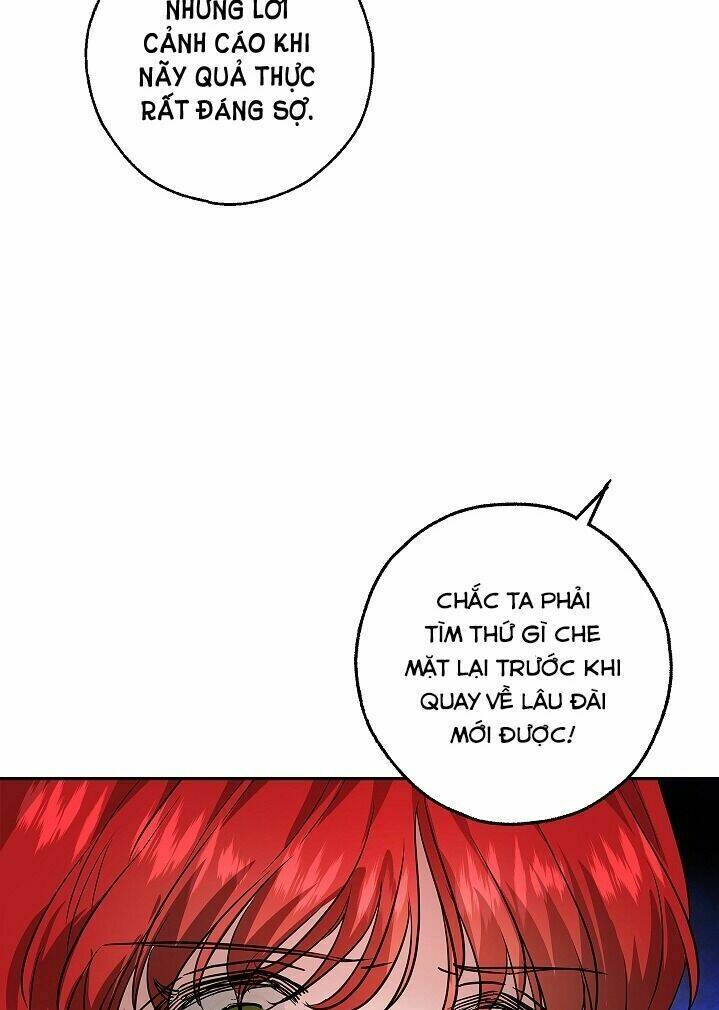 NHỮNG LỜI
CẢNH CÁO KHI
NÃY QUẢ THỰC
RẤT ĐÁNG SỢ.
CHẮC TA PHẢI
TÌM THỨ GÌ CHE
MẶT LẠI TRƯỚC KHI
QUAY VỀ LÂU ĐÀI
MỚI ĐƯỢC!